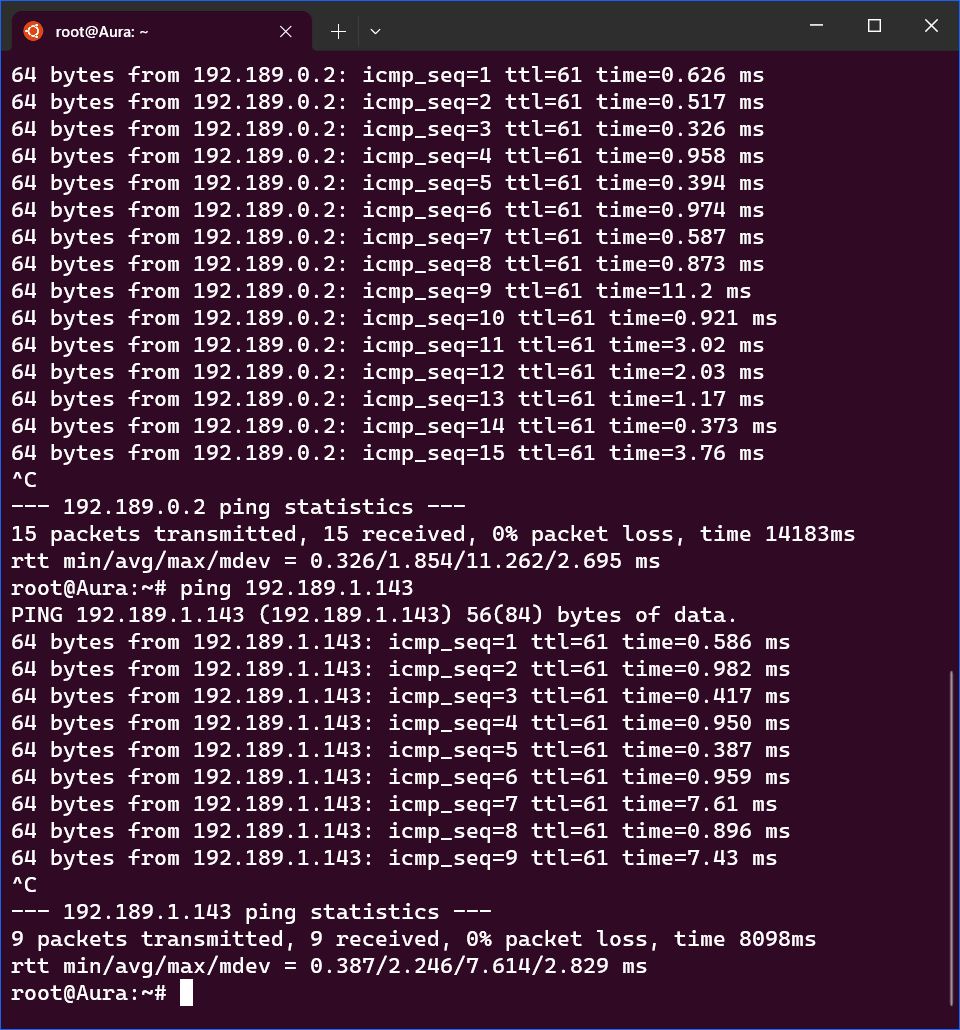 root@Aura: ~
64 bytes from 192.189.0.2: icmp_seq=1 ttl=61 time=0.626 ms
64 bytes from 192.189.0.2: icmp_seq=2 ttl=61 time=0.517 ms
64 bytes from 192.189.0.2: icmp_seq=3 ttl=61 time=0.326 ms
64 bytes from 192.189.0.2: icmp_seq=4 ttl=61 time=0.958 ms
64 bytes from 192.189.0.2: icmp_seq=5 ttl=61 time=0.394 ms
64 bytes from 192.189.0.2: icmp_seq=6 ttl=61 time=0.974 ms
64 bytes from 192.189.0.2: icmp_seq=7 ttl=61 time=0.587 ms
64 bytes from 192.189.0.2: icmp_seq=8 ttl=61 time=0.873 ms
64 bytes from 192.189.0.2: icmp_seq=9 ttl=61 time=11.2 ms
64 bytes from 192.189.0.2: icmp_seq=10 ttl=61 time=0.921 ms
64 bytes from 192.189.0.2: icmp_seq=11 ttl=61 time=3.02 ms
64 bytes from 192.189.0.2: icmp_seq=12 ttl=61 time=2.03 ms
64 bytes from 192.189.0.2: icmp_seq=13 ttl=61 time=1.17 ms
64 bytes from 192.189.0.2: icmp_seq=14 ttl=61 time=0.373 ms
64 bytes from 192.189.0.2: icmp_seq=15 ttl=61 time=3.76 ms
^C
--- 192.189.0.2 ping statistics ---
15 packets transmitted, 15 received, 0% packet loss, time 14183ms
rtt min/avg/max/mdev = 0.326/1.854/11.262/2.695 ms
root@Aura:~# ping 192.189.1.143
PING 192.189.1.143 (192.189.1.143) 56(84) bytes of data.
64 bytes from 192.189.1.143: icmp_seq=1 ttl=61 time=0.586 ms
64 bytes from 192.189.1.143: icmp_seq=2 ttl=61 time=0.982 ms
64 bytes from 192.189.1.143: icmp_seq=3 ttl=61 time=0.417 ms
64 bytes from 192.189.1.143: icmp_seq=4 ttl=61 time=0.950 ms
64 bytes from 192.189.1.143: icmp_seq=5 ttl=61 time=0.387 ms
64 bytes from 192.189.1.143: icmp_seq=6 ttl=61 time=0.959 ms
64 bytes from 192.189.1.143: icmp_seq=7 ttl=61 time=7.61 ms
64 bytes from 192.189.1.143: icmp_seq=8 ttl=61 time=0.896 ms
64 bytes from 192.189.1.143: icmp_seq=9 ttl=61 time=7.43 ms
^C
--- 192.189.1.143 ping statistics ---
9 packets transmitted, 9 received, 0% packet loss, time 8098ms
rtt min/avg/max/mdev = 0.387/2.246/7.614/2.829 ms
root@Aura:~#